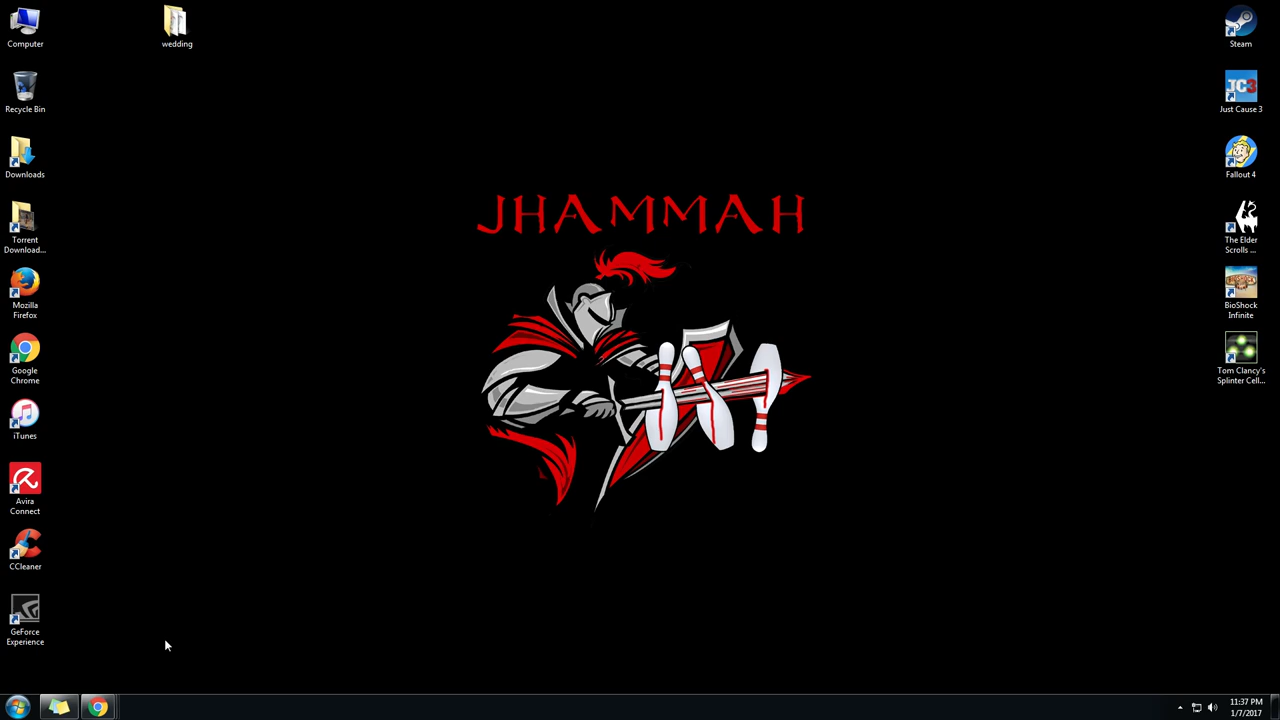 Computer
wedding
Steam
Recycle Bin
JC3
Just Cause 3
Downloads
Fallout 4
JHAMMAH
Torrent
Download...
The Elder
Scrolls ...
Mozilla
Firefox
BioShock
Infinite
Google
Chrome
Tom Clancy's
Splinter Cell...
iTunes
Avira
Connect
CCleaner
GeForce
Experience
11:37 PM
1/7/2017